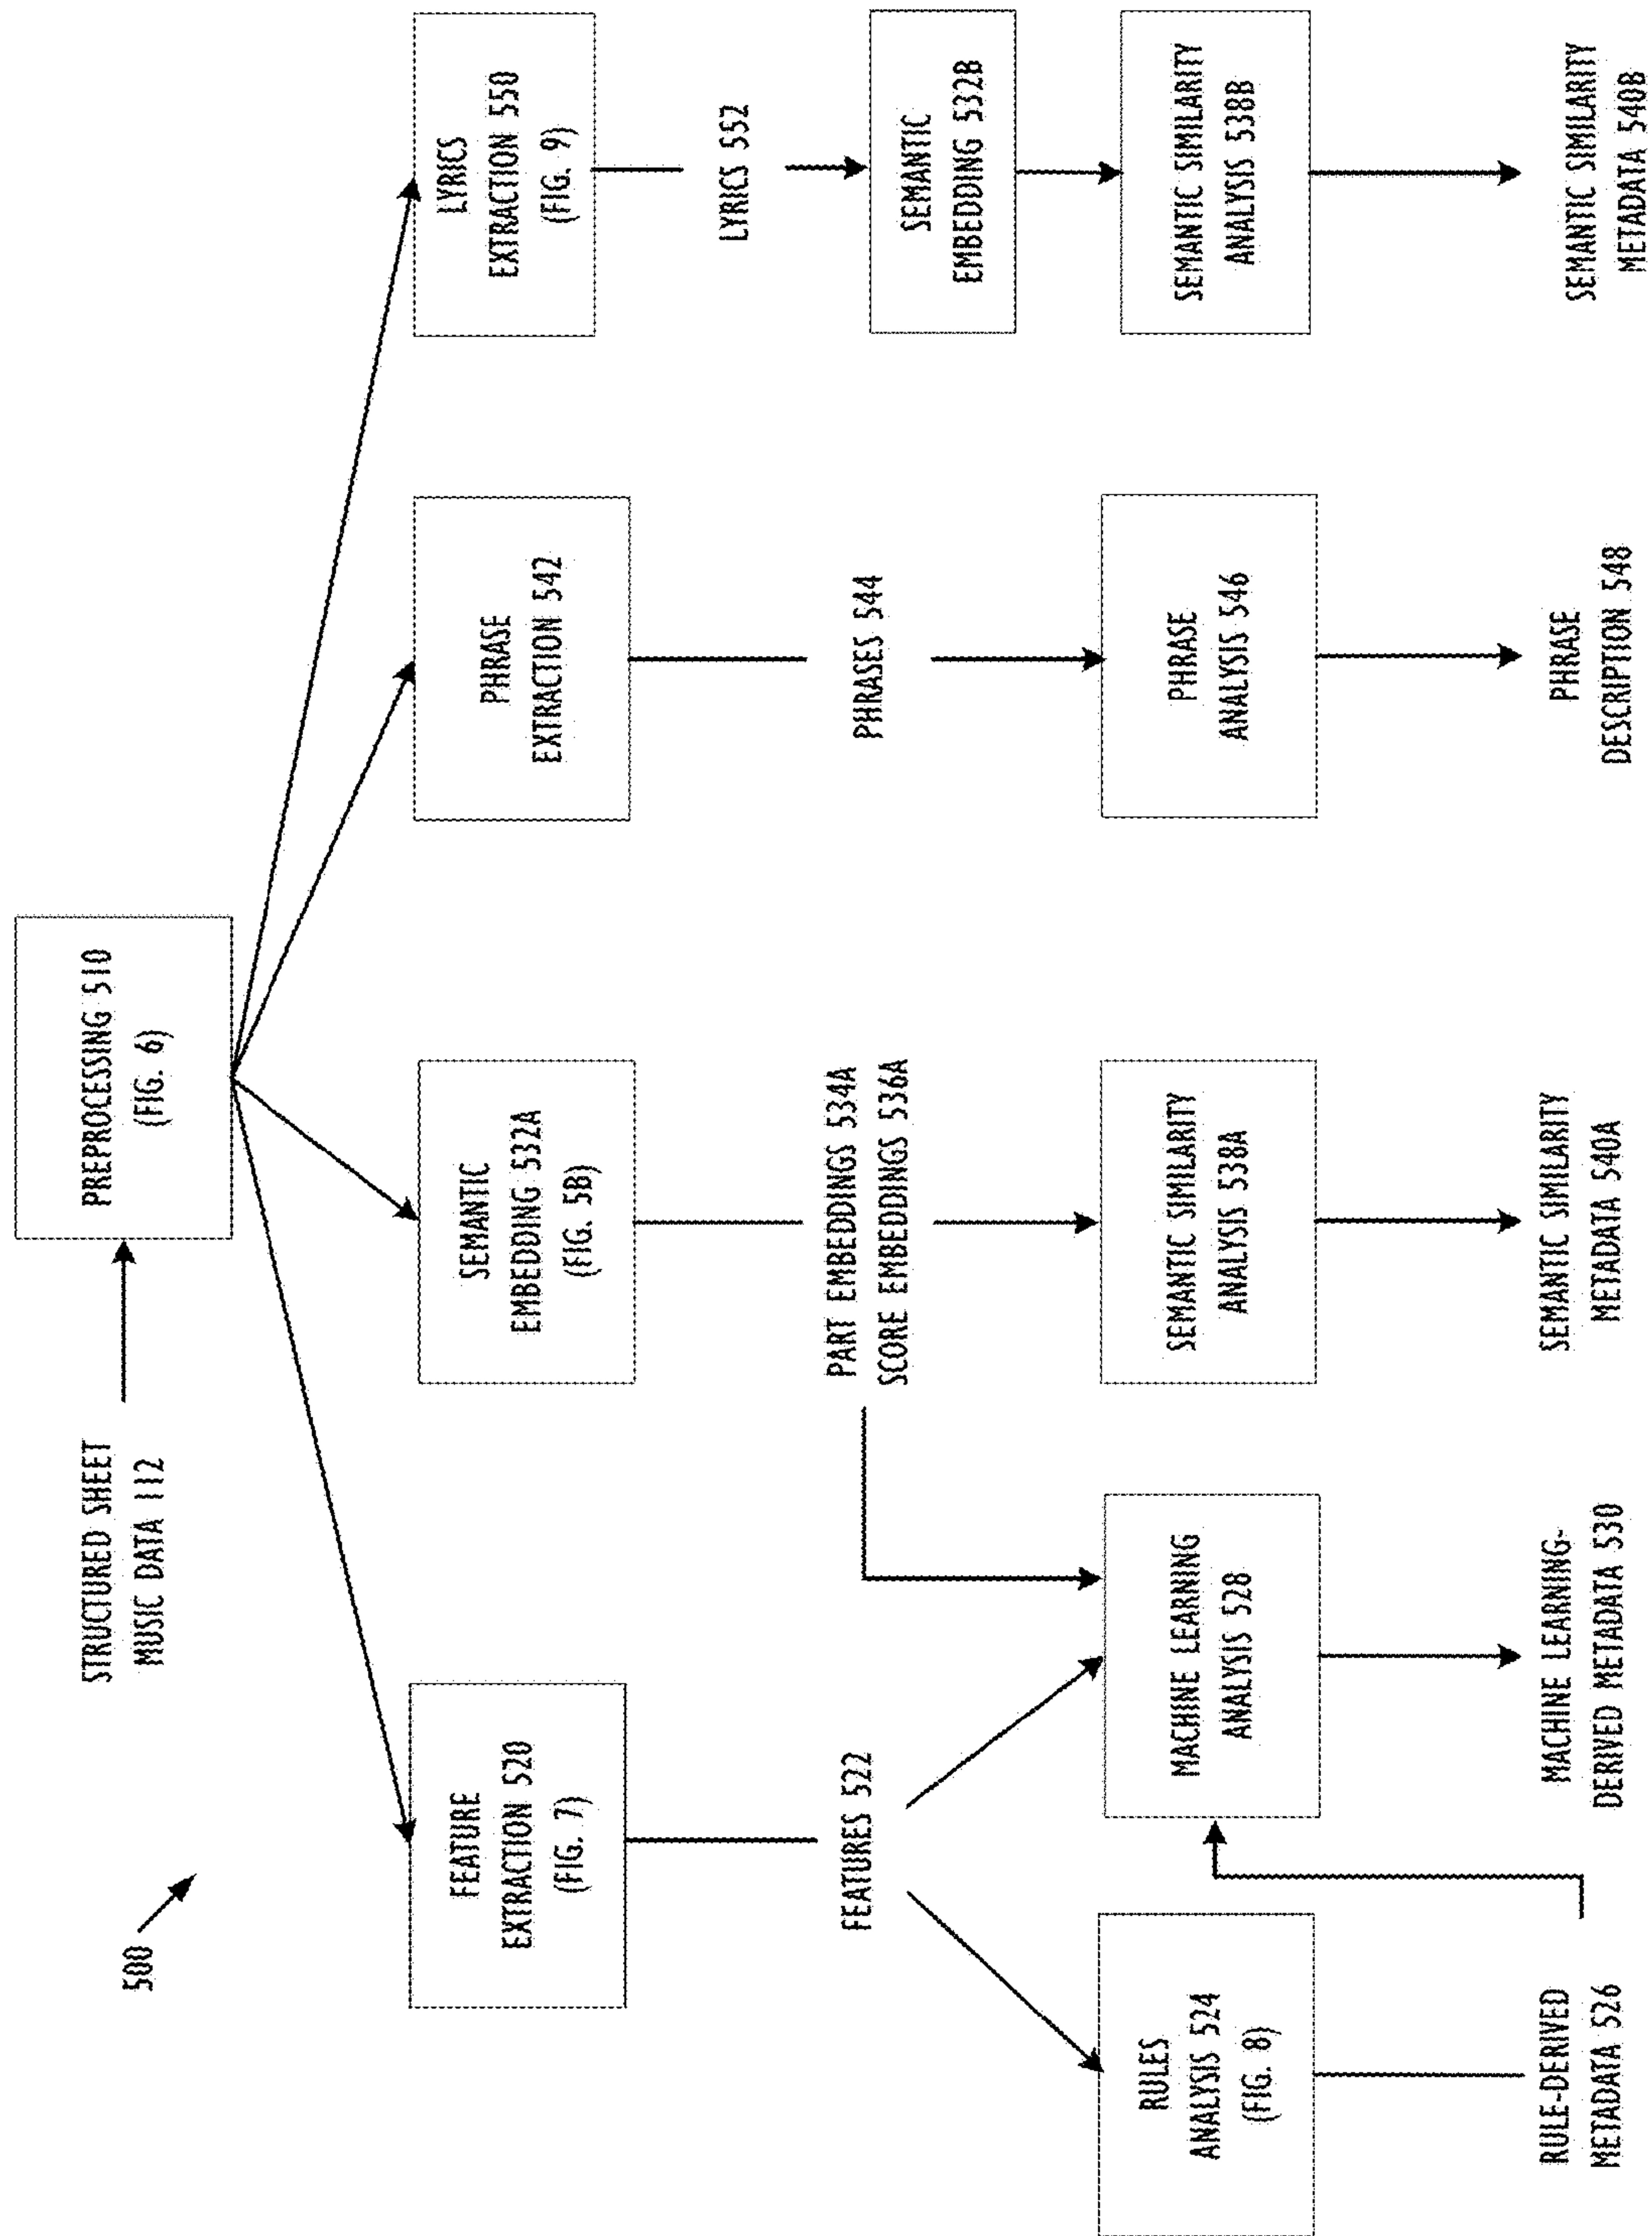 500
STRUCTURED SHEET
MUSIC DATA 112
PREPROCESSING 510
(FIG. 6)
FEATURE
EXTRACTION 520
(FIG. 7)
SEMANTIC
EMBEDDING 532A
(FIG. 5B)
PHRASE
EXTRACTION 542
LYRICS
EXTRACTION 550
(FIG. 9)
FEATURES 522
PART EMBEDDINGS 534A
SCORE EMBEDDINGS 536A
PHRASES 544
LYRICS 552
SEMANTIC
EMBEDDING 532B
RULES
ANALYSIS 524
(FIG. 8)
MACHINE LEARNING
ANALYSIS 528
SEMANTIC SIMILARITY
ANALYSIS 538A
PHRASE
ANALYSIS 546
SEMANTIC SIMILARITY
ANALYSIS 538B
RULE-DERIVED
METADATA 526
MACHINE LEARNING-
DERIVED METADATA 530
SEMANTIC SIMILARITY
METADATA 540A
PHRASE
DESCRIPTION 548
SEMANTIC SIMILARITY
METADATA 540B